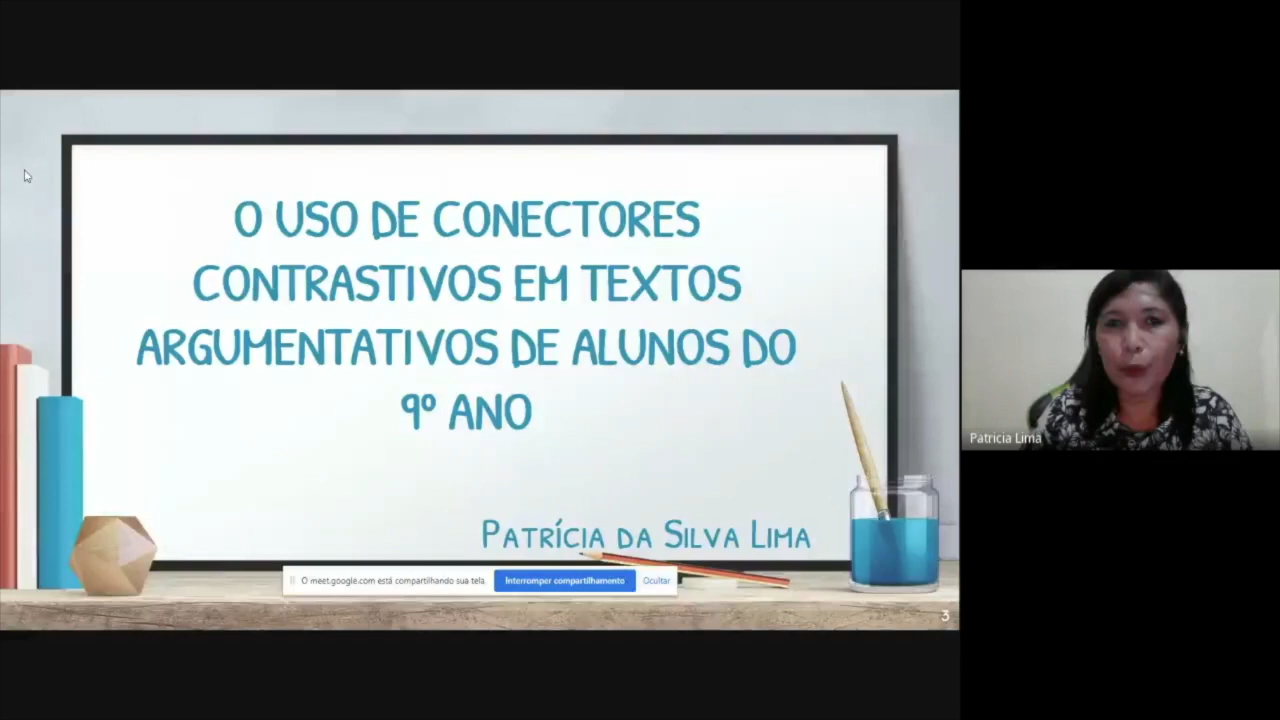 O USO DE CONECTORES
CONTRASTIVOS EM TEXTOS
ARGUMENTATIVOS DE ALUNOS DO
9º ANO
PATRÍCIA DA SILVA LIMA
O meet.google.com está compartilhando sua tela.
Interromper compartilhamento
Ocultar
3
Patricia Lima